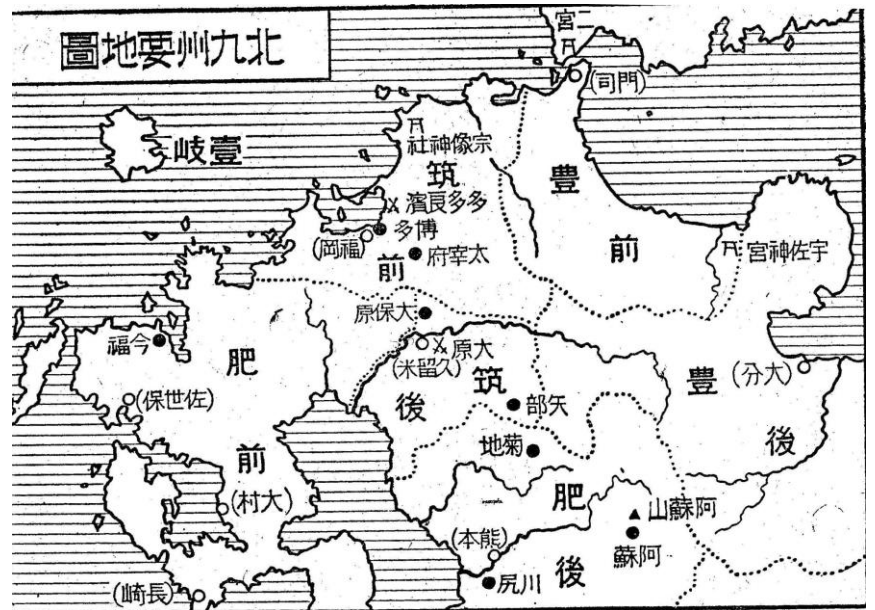 北九州要地圖
二宮
(門司)
壹岐
宗像神社
筑前
豊前
多多良濱
博多
(福岡)
太宰府
宇佐神宮
大保原
大原
(久留米)
今福
肥前
(佐世保)
筑後
矢部
豊後
(大分)
菊地
(大村)
肥後
阿蘇山
阿蘇
(熊本)
川尻
(長崎)